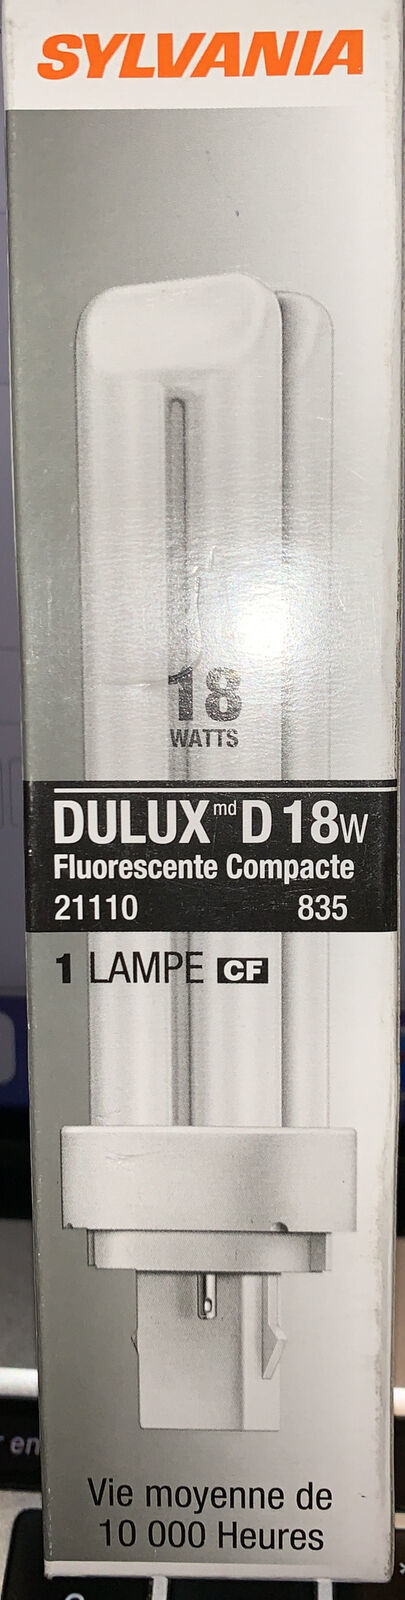 SYLVANIA
18
WATTS
DULUX md D 18W
Fluorescente Compacte
21110 835
1 LAMPE CF
Vie moyenne de
10 000 Heures